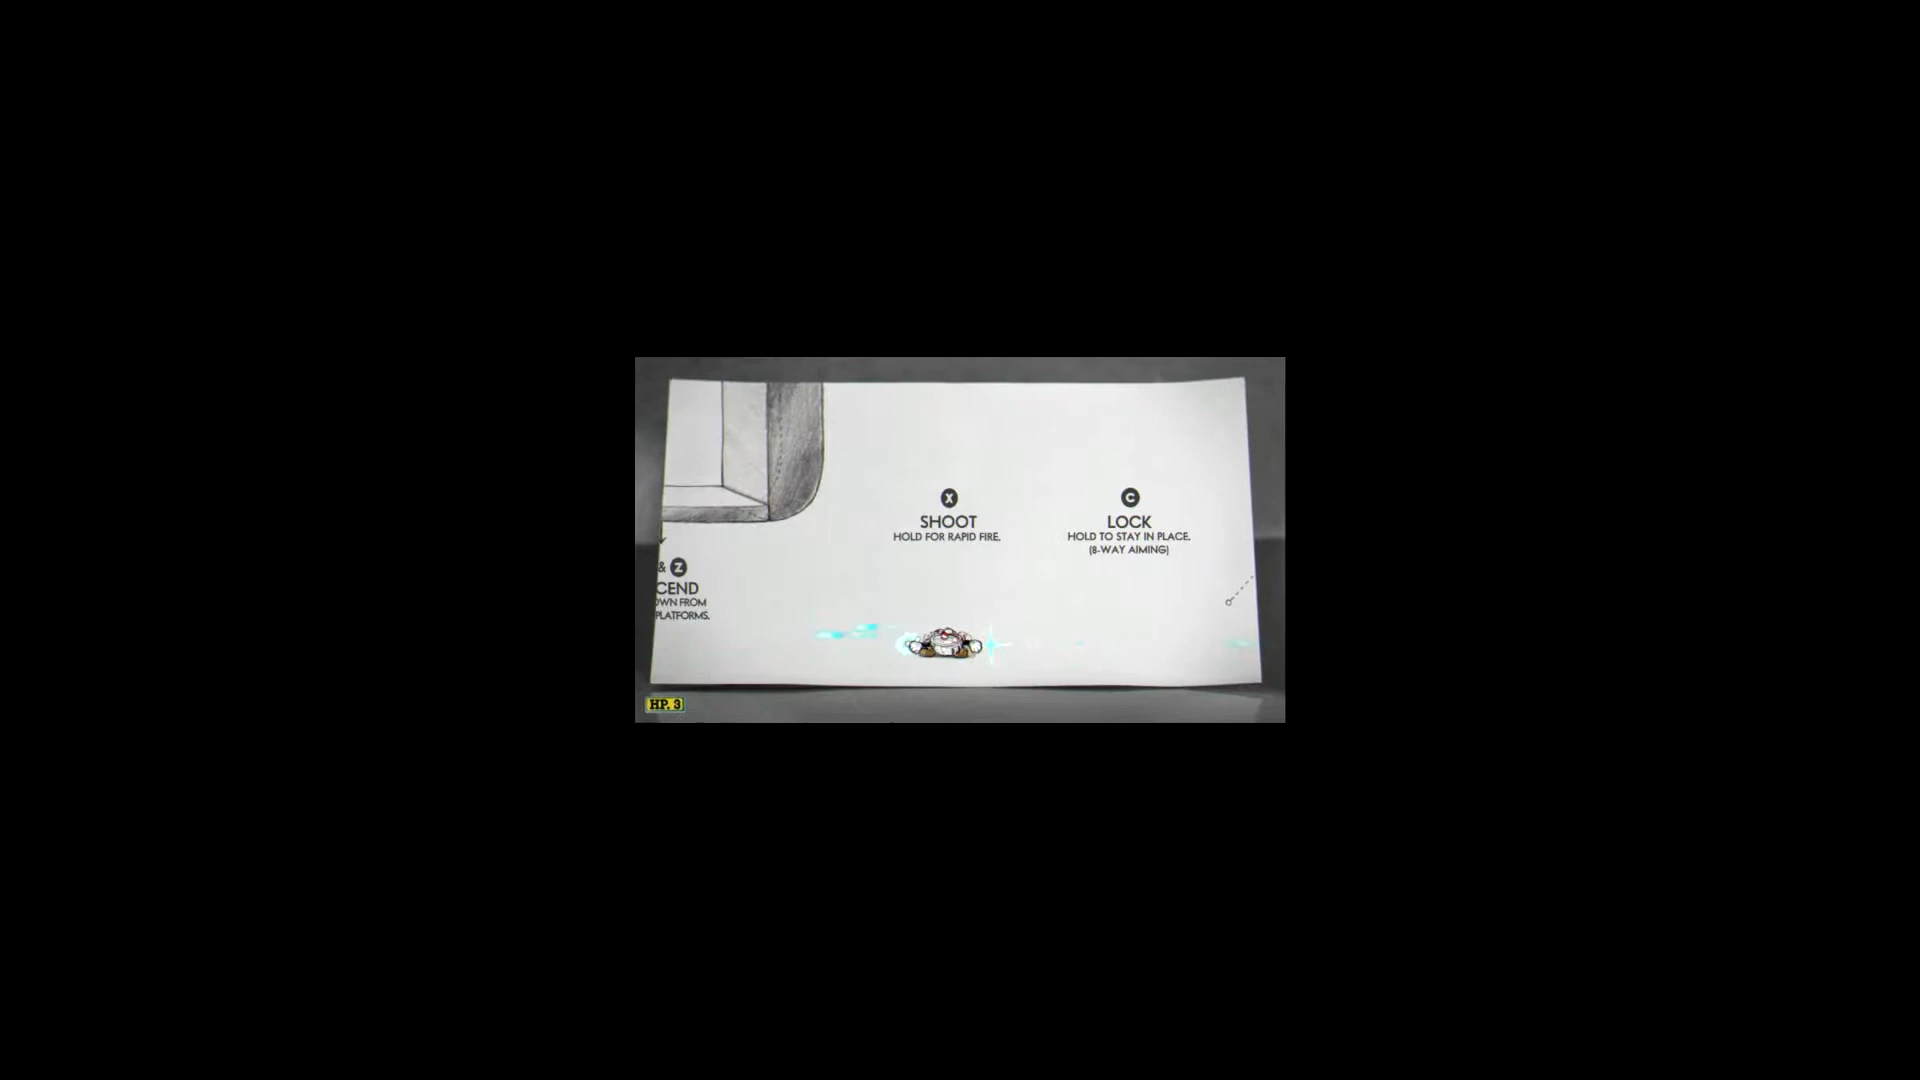 X
SHOOT
HOLD FOR RAPID FIRE.
C
LOCK
HOLD TO STAY IN PLACE.
(8-WAY AIMING)
& Z
CEND
OWN FROM
PLATFORMS.
HP. 3